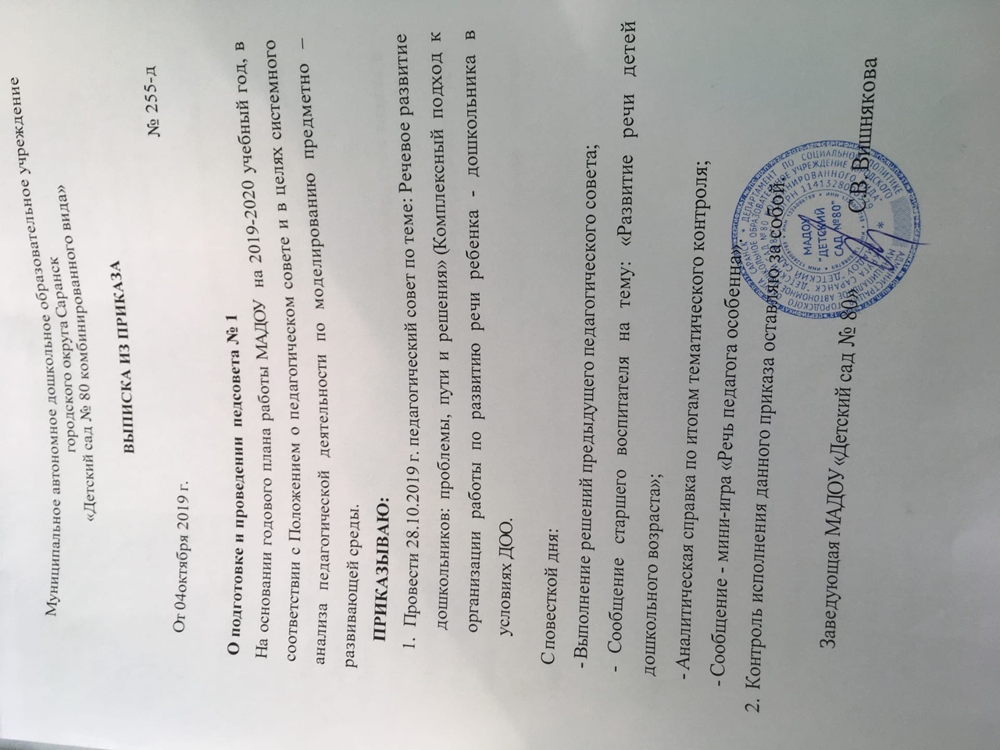 Муниципальное автономное дошкольное образовательное учреждение
городского округа Саранск
«Детский сад № 80 комбинированного вида»
ВЫПИСКА ИЗ ПРИКАЗА
От 04октября 2019 г. № 255-д
О подготовке и проведении педсовета № 1
На основании годового плана работы МАДОУ на 2019-2020 учебный год, в
соответствии с Положением о педагогическом совете и в целях системного
анализа педагогической деятельности по моделированию предметно –
развивающей среды.
ПРИКАЗЫВАЮ:
1. Провести 28.10.2019 г. педагогический совет по теме: Речевое развитие
дошкольников: проблемы, пути и решения» (Комплексный подход к
организации работы по развитию речи ребенка - дошкольника в
условиях ДОО.
С повесткой дня:
- Выполнение решений предыдущего педагогического совета;
- Сообщение старшего воспитателя на тему: «Развитие речи детей
дошкольного возраста»;
- Аналитическая справка по итогам тематического контроля;
- Сообщение - мини-игра «Речь педагога особенна».
2. Контроль исполнения данного приказа оставляю за собой.
Заведующая МАДОУ «Детский сад № 80» С.В.Вишнякова
МАДОУ
"ДЕТСКИЙ
САД №80"